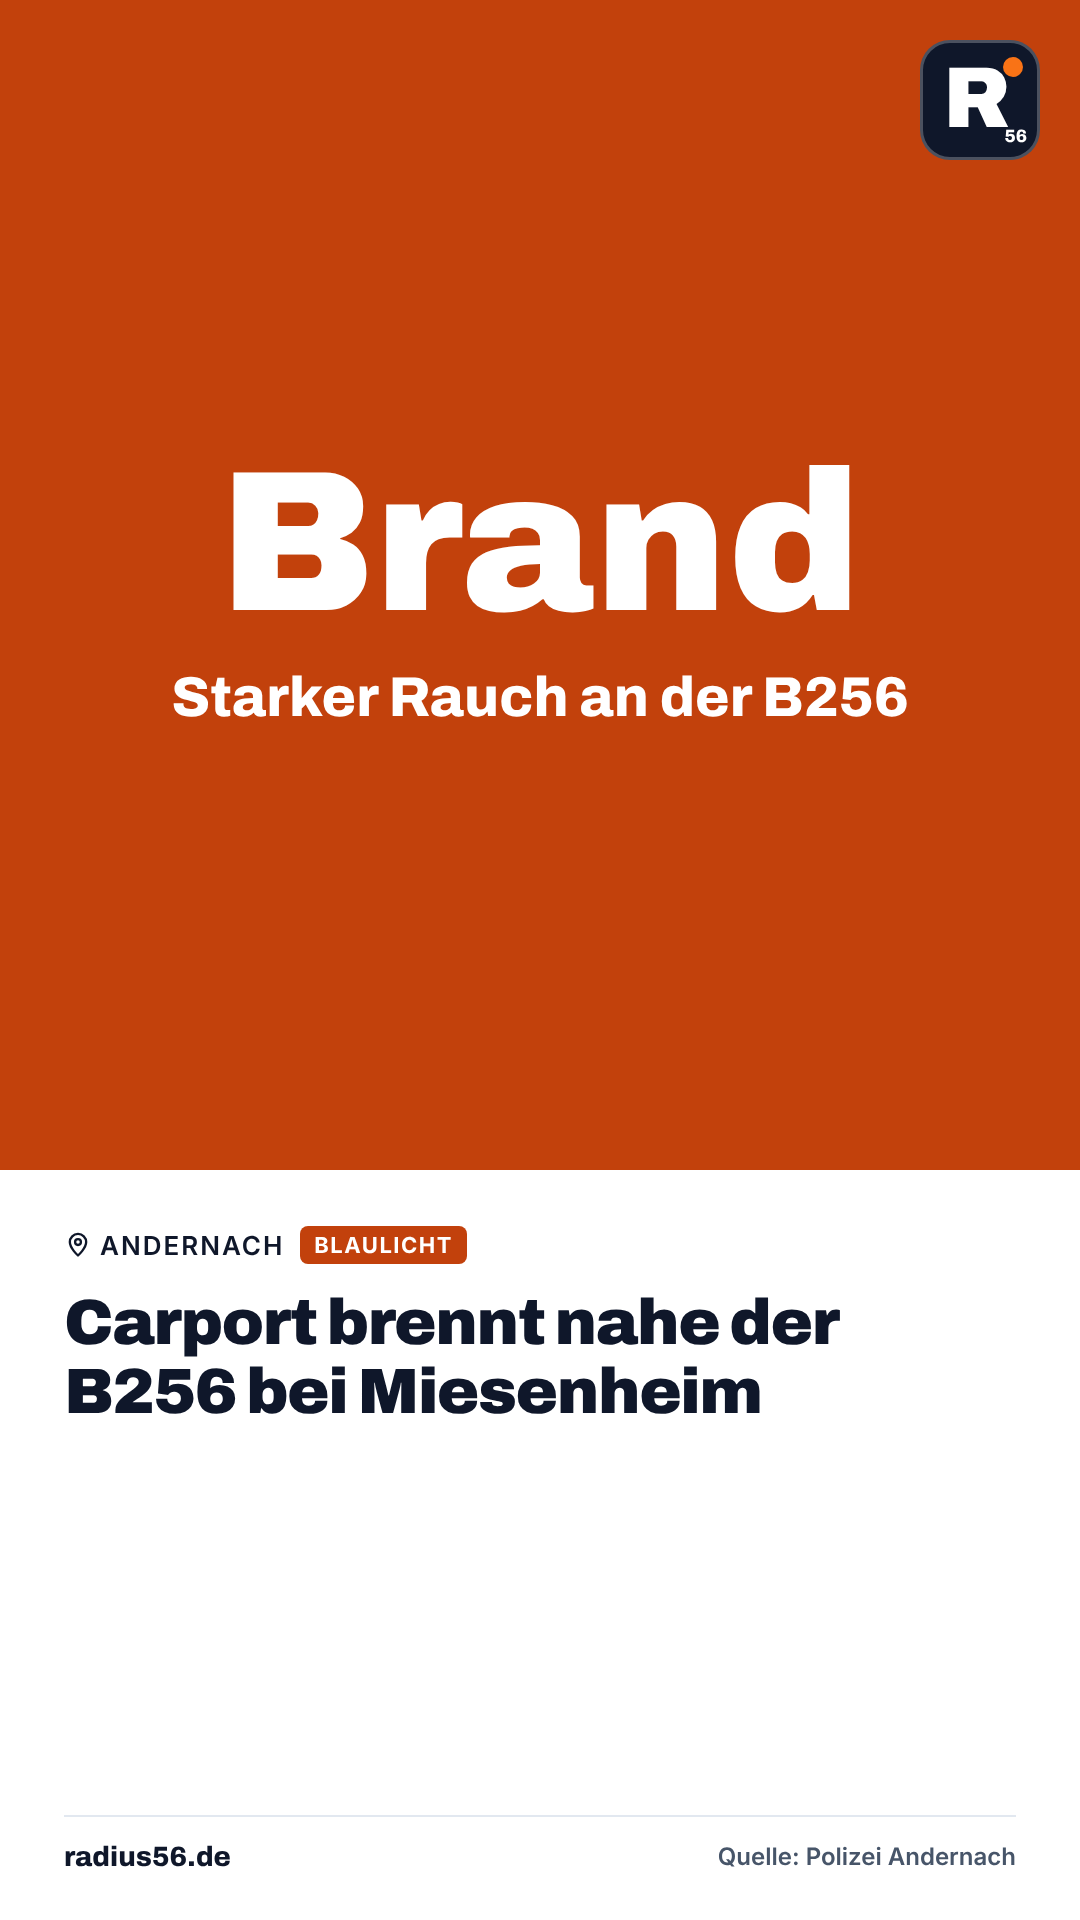 R
56
Brand
Starker Rauch an der B256
ANDERNACH
BLAULICHT
Carport brennt nahe der
B256 bei Miesenheim
radius56.de
Quelle: Polizei Andernach